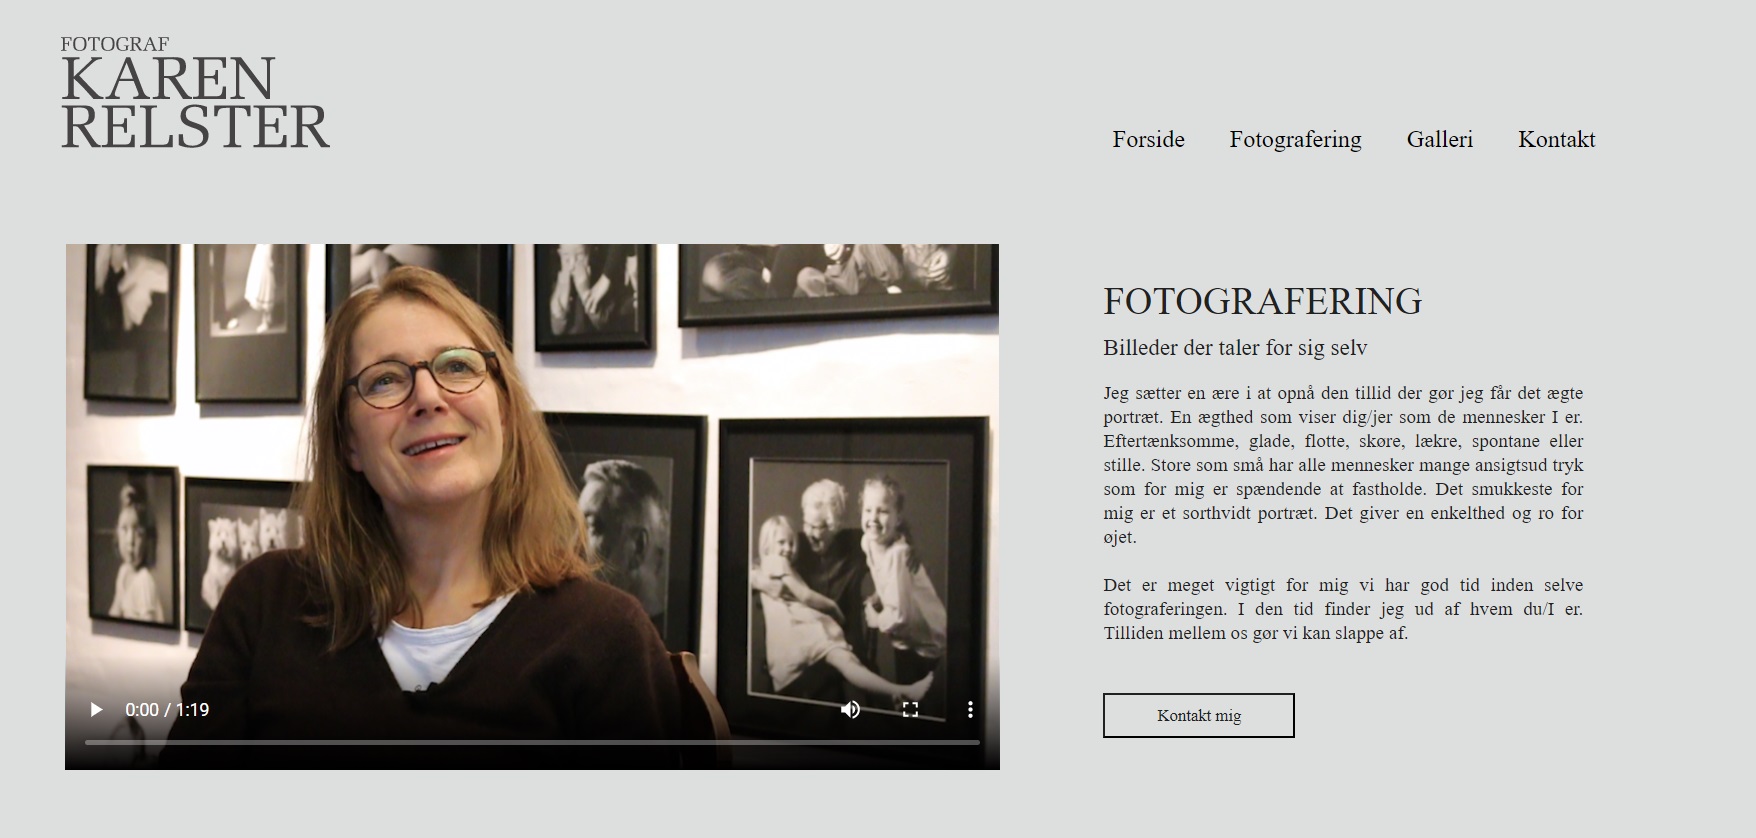 FOTOGRAF
KAREN
RELSTER
Forside Fotografering Galleri Kontakt
FOTOGRAFERING
Billeder der taler for sig selv
Jeg sætter en ære i at opnå den tillid der gør jeg får det ægte
portræt. En ægthed som viser dig/jer som de mennesker I er.
Eftertænksomme, glade, flotte, skøre, lækre, spontane eller
stille. Store som små har alle mennesker mange ansigtsud tryk
som for mig er spændende at fastholde. Det smukkeste for
mig er et sorthvidt portræt. Det giver en enkelthed og ro for
øjet.
Det er meget vigtigt for mig vi har god tid inden selve
fotograferingen. I den tid finder jeg ud af hvem du/I er.
Tilliden mellem os gør vi kan slappe af.
0:00 / 1:19
Kontakt mig